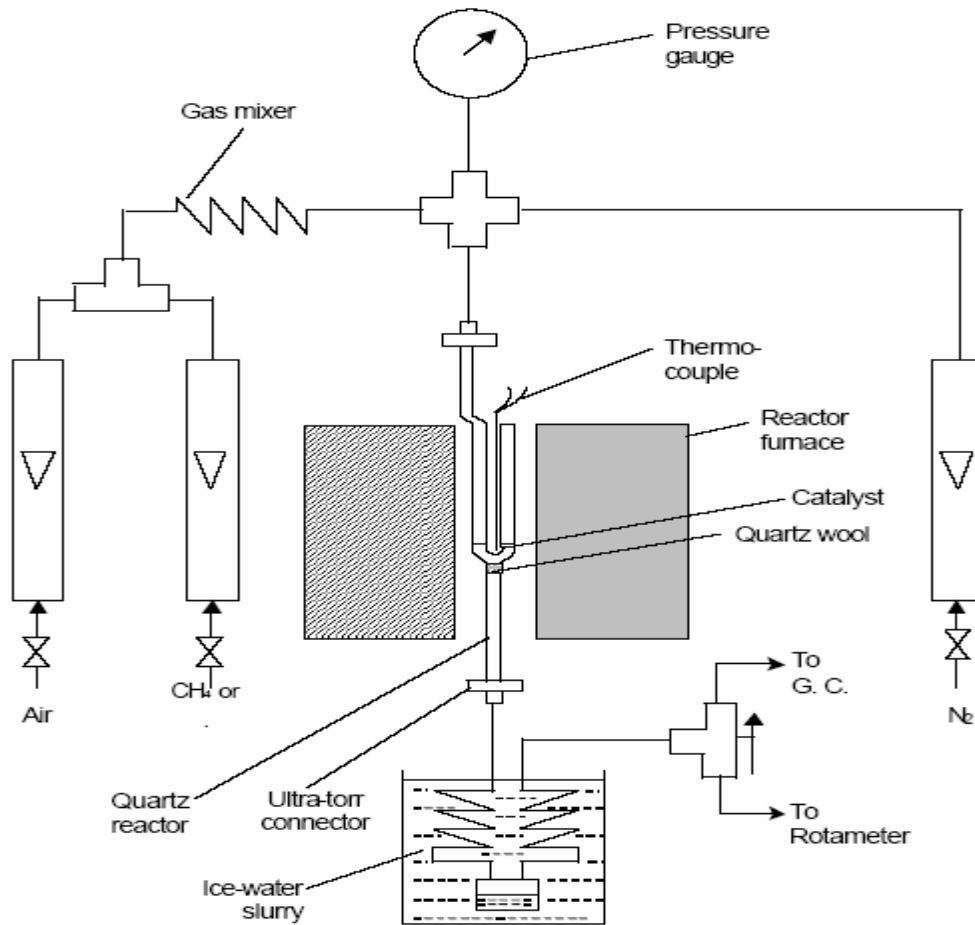 Pressure
gauge
Gas mixer
Thermo-
couple
Reactor
furnace
Catalyst
Quartz wool
To
G. C.
CH₄ or
.
Air
N₂
Quartz
reactor
Ultra-torr
connector
To
Rotameter
Ice-water
slurry